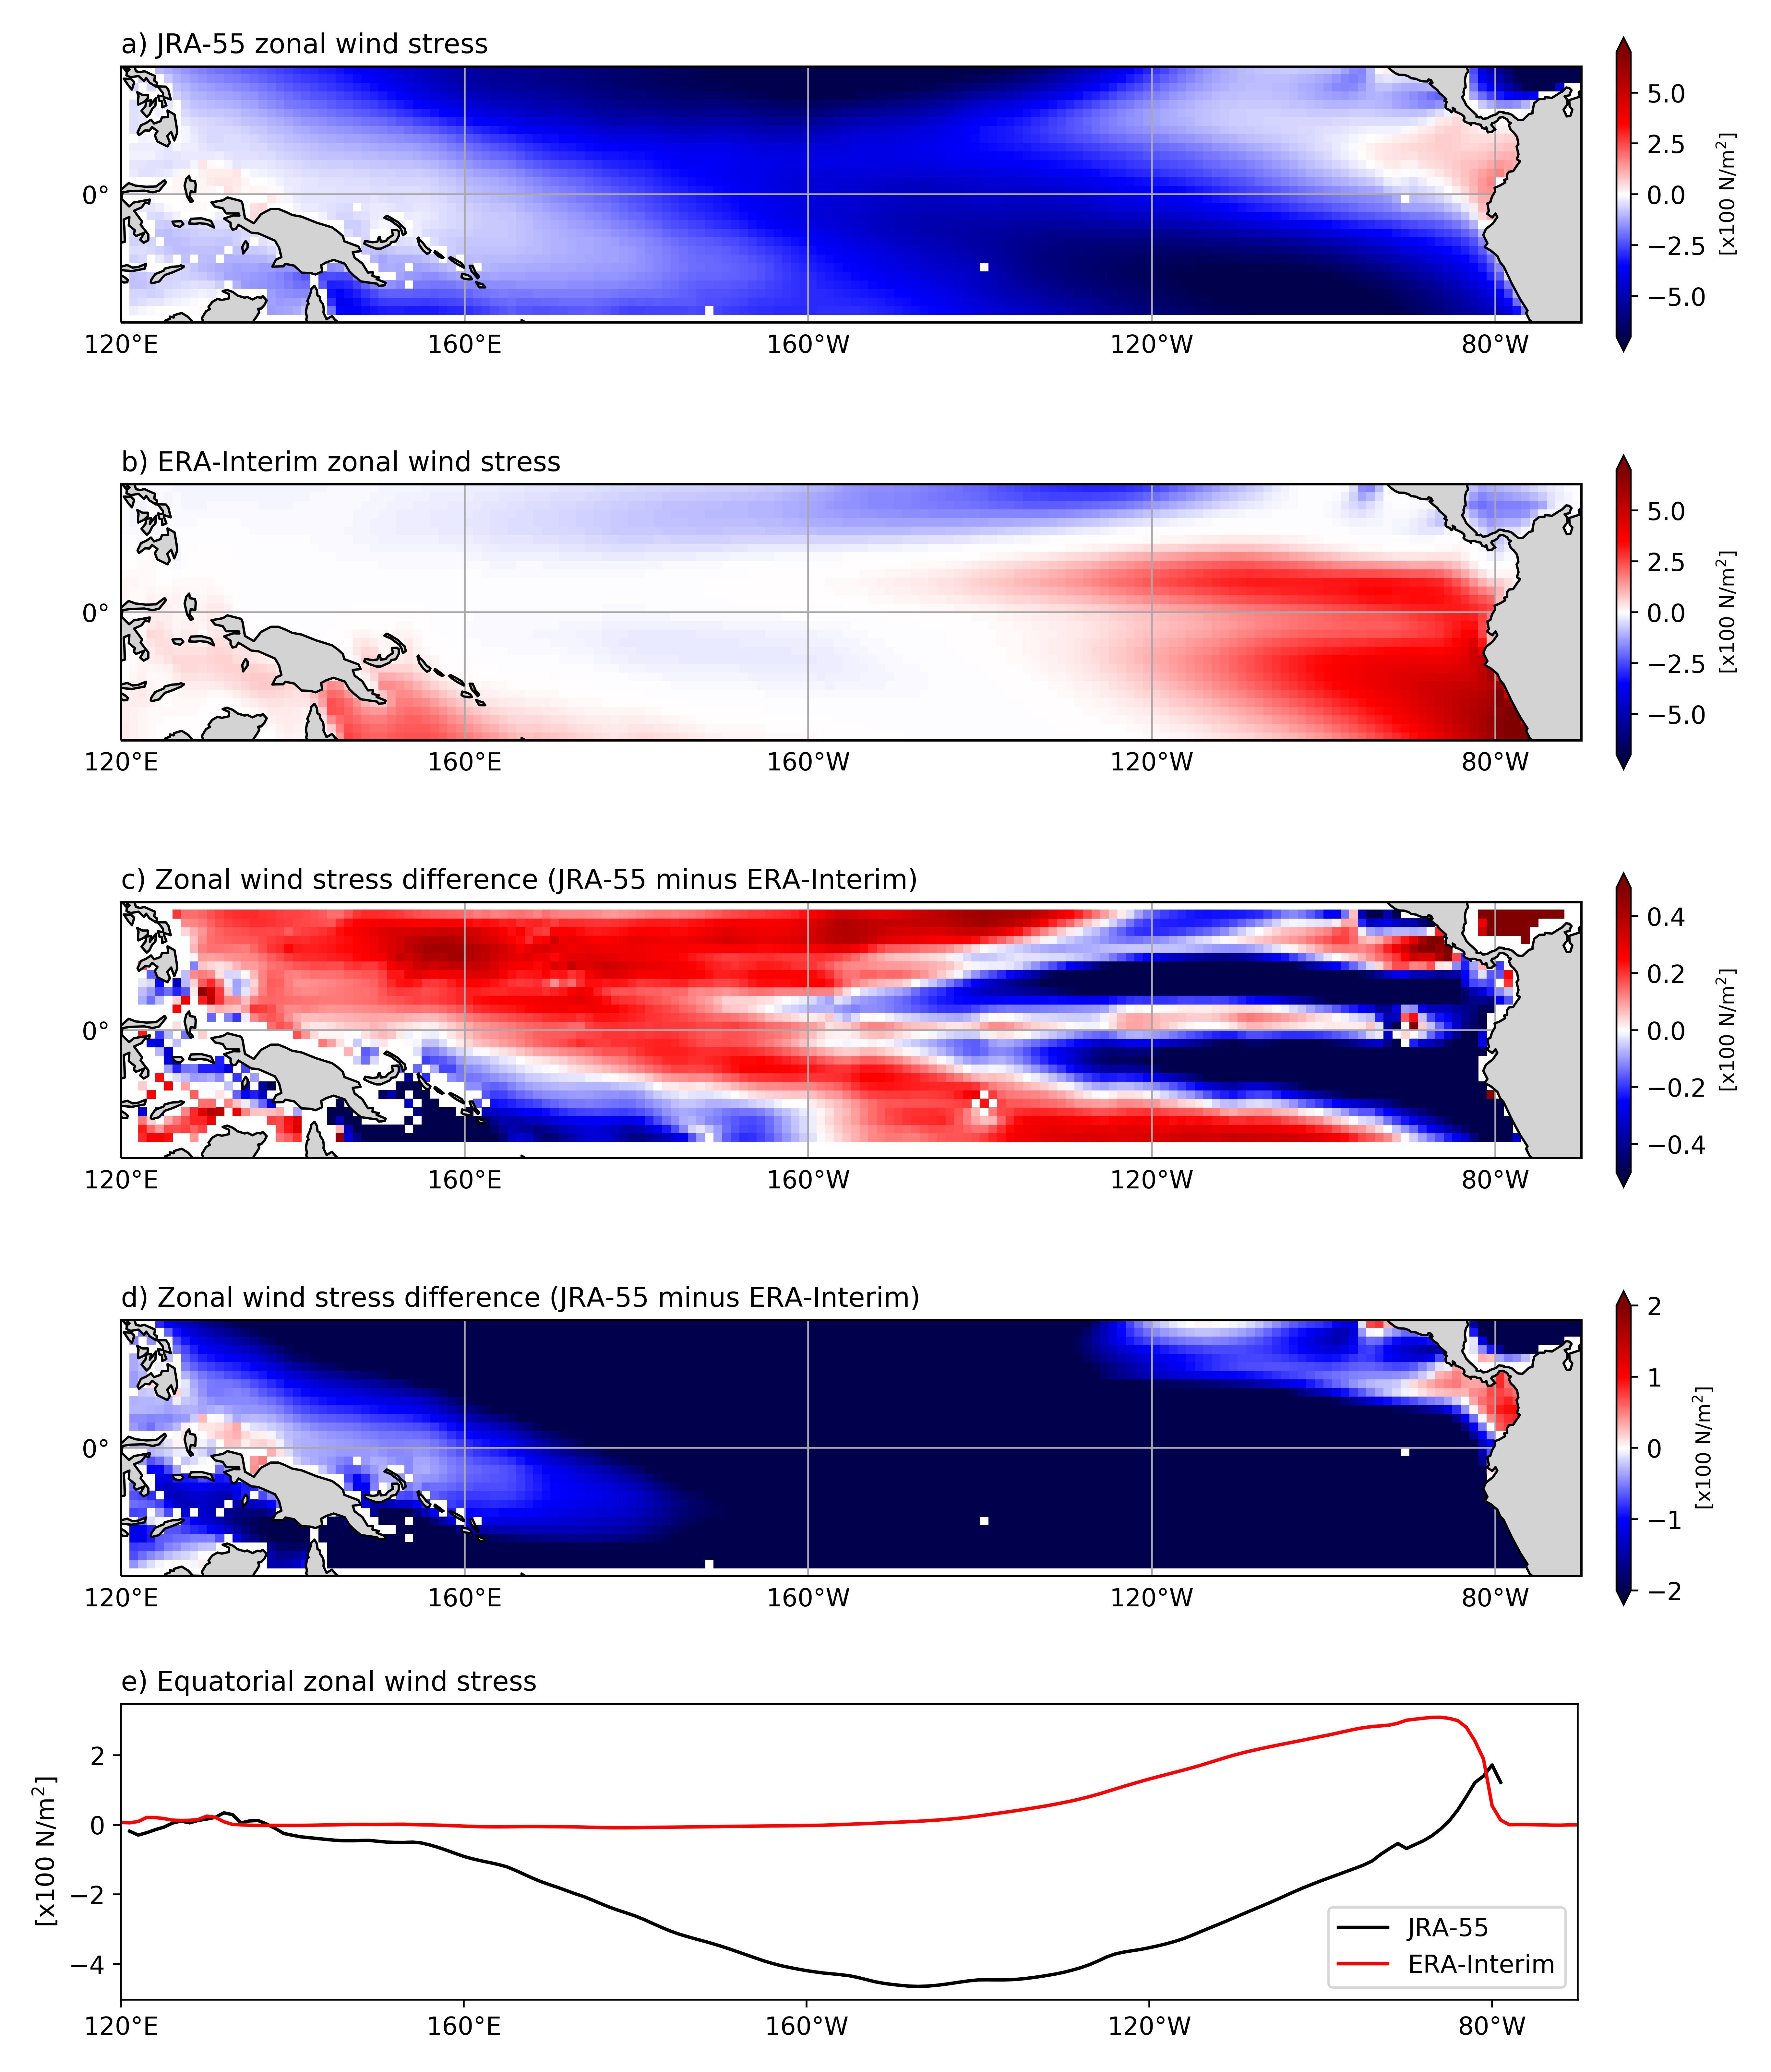 a) JRA-55 zonal wind stress
0°
120°E 160°E 160°W 120°W 80°W
5.0
2.5
0.0
−2.5
−5.0
[x100 N/m²]
b) ERA-Interim zonal wind stress
0°
120°E 160°E 160°W 120°W 80°W
5.0
2.5
0.0
−2.5
−5.0
[x100 N/m²]
c) Zonal wind stress difference (JRA-55 minus ERA-Interim)
0°
120°E 160°E 160°W 120°W 80°W
0.4
0.2
0.0
−0.2
−0.4
[x100 N/m²]
d) Zonal wind stress difference (JRA-55 minus ERA-Interim)
0°
120°E 160°E 160°W 120°W 80°W
2
1
0
−1
−2
[x100 N/m²]
e) Equatorial zonal wind stress
[x100 N/m²]
2
0
−2
−4
JRA-55
ERA-Interim
120°E 160°E 160°W 120°W 80°W